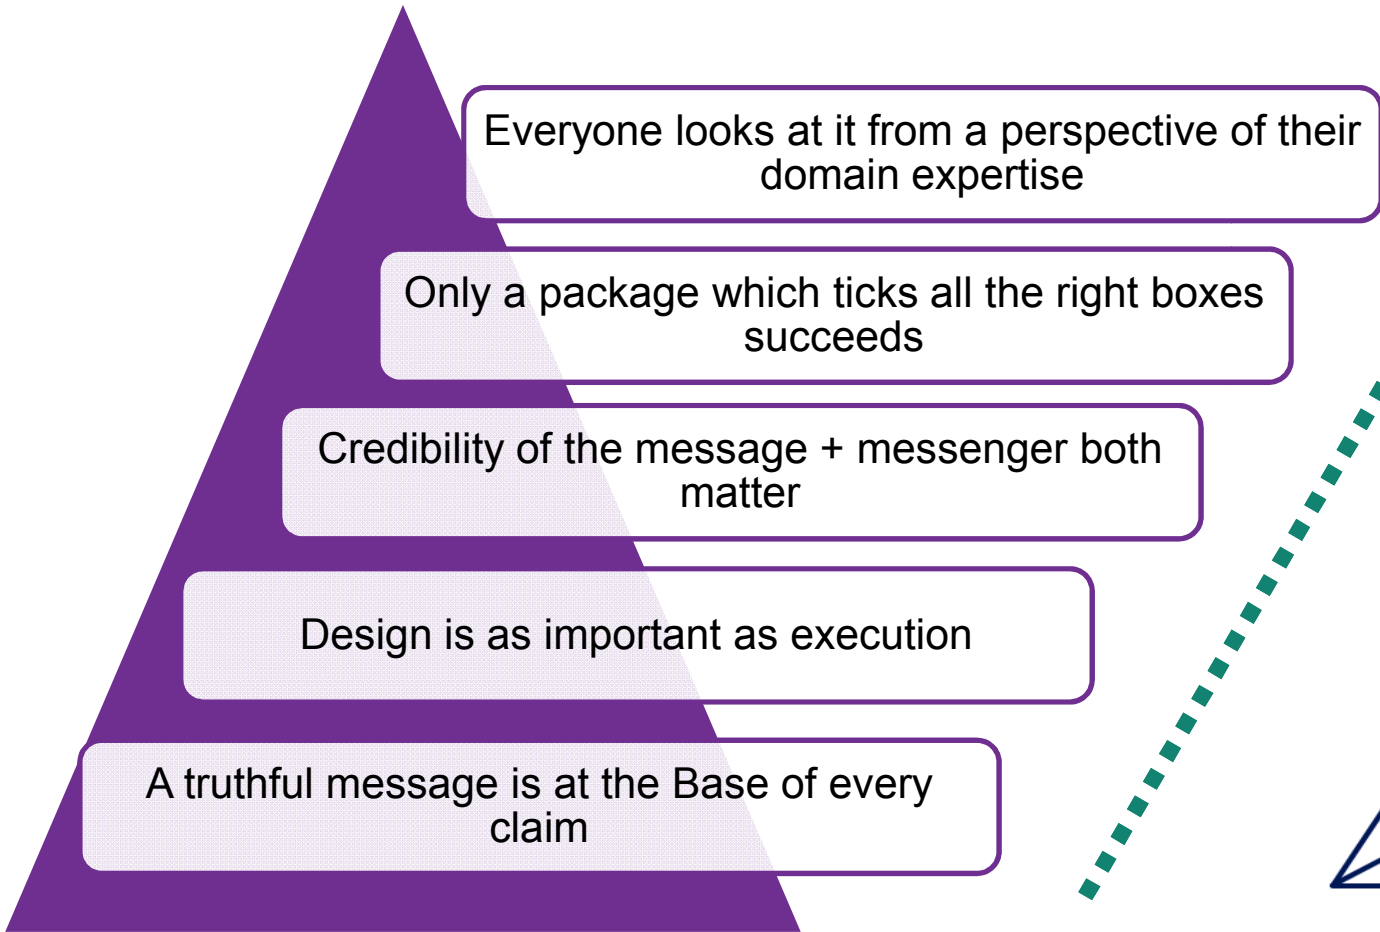 Everyone looks at it from a perspective of their
domain expertise
Only a package which ticks all the right boxes
succeeds
Credibility of the message + messenger both
matter
Design is as important as execution
A truthful message is at the Base of every
claim